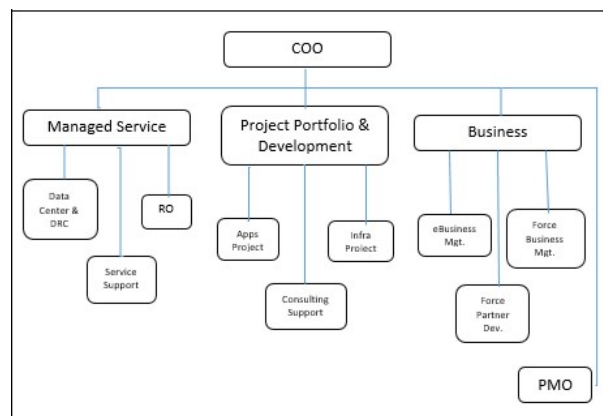 COO
Managed Service
Project Portfolio &
Development
Business
Data
Center &
DRC
Service
Support
RO
Apps
Project
Consulting
Support
Infra
Project
eBusiness
Mgt.
Force
Partner
Dev.
Force
Business
Mgt.
PMO